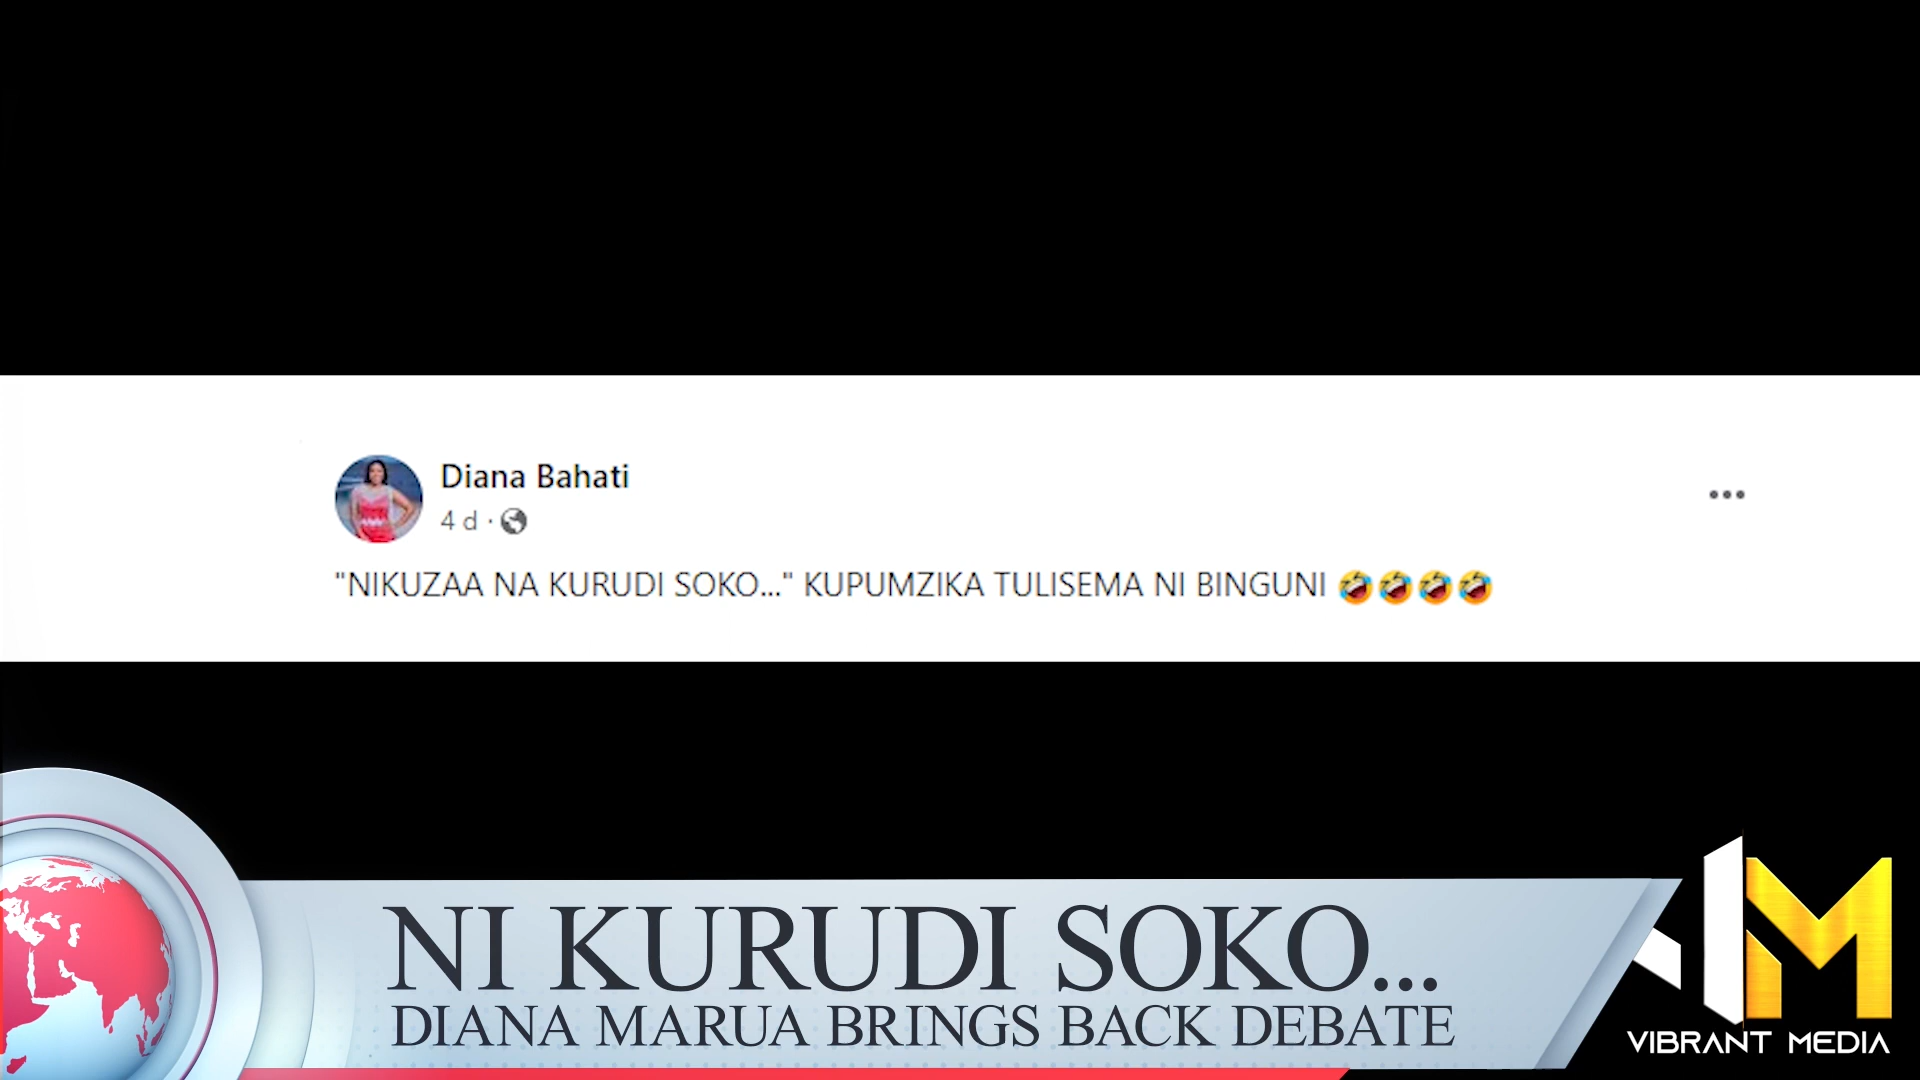 Diana Bahati
4 d ·
"NIKUZAA NA KURUDI SOKO..." KUPUMZIKA TULISEMA NI BINGUNI 🤣🤣🤣🤣
NI KURUDI SOKO...
DIANA MARUA BRINGS BACK DEBATE
VIBRANT MEDIA